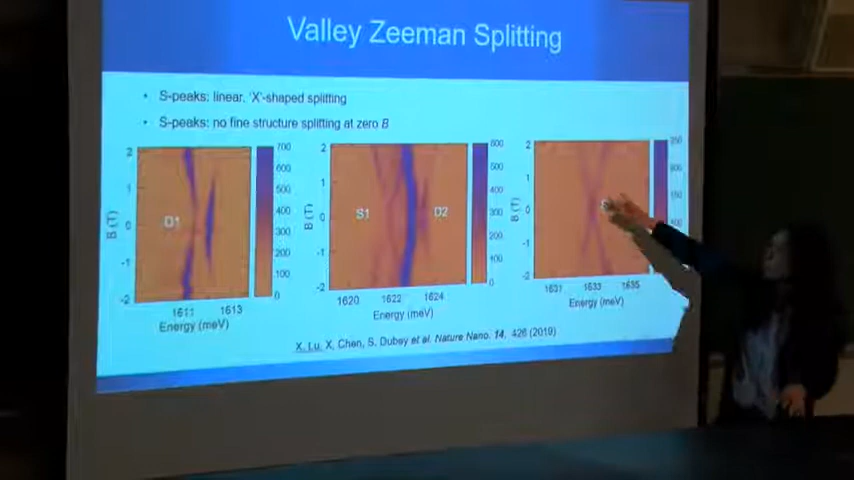 Valley Zeeman Splitting
• S-peaks: linear, 'X'-shaped splitting
• S-peaks: no fine structure splitting at zero B
B (T)
2
1
0
-1
-2
D1
1611 1613
Energy (meV)
700
600
500
400
300
200
100
0
B (T)
2
1
0
-1
-2
S1
D2
1620 1622 1624
Energy (meV)
600
500
400
300
200
100
0
B (T)
2
1
0
-1
-2
1631 1633 1635
Energy (meV)
X. Lu, X. Chen, S. Dubey et al. Nature Nano. 14, 426 (2019)